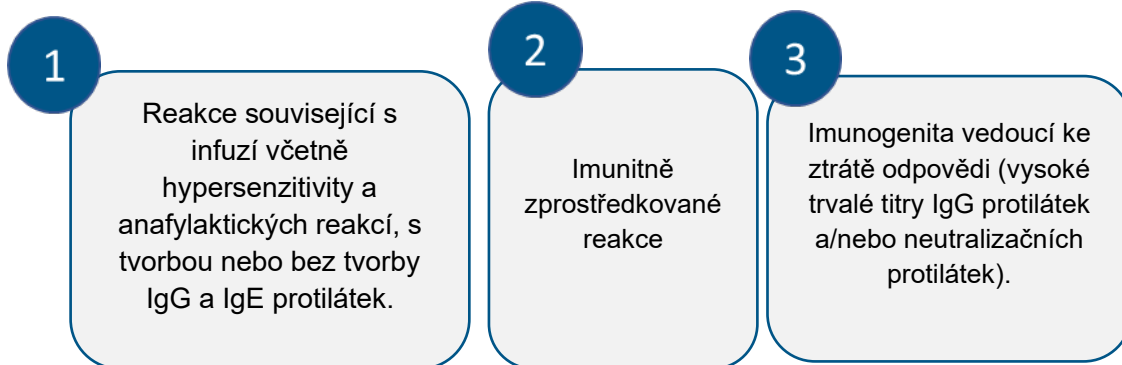 1
Reakce související s
infuzí včetně
hypersenzitivity a
anafylaktických reakcí, s
tvorbou nebo bez tvorby
IgG a IgE protilátek.
2
Imunitně
zprostředkované
reakce
3
Imunogenita vedoucí ke
ztrátě odpovědi (vysoké
trvalé titry IgG protilátek
a/nebo neutralizačních
protilátek).